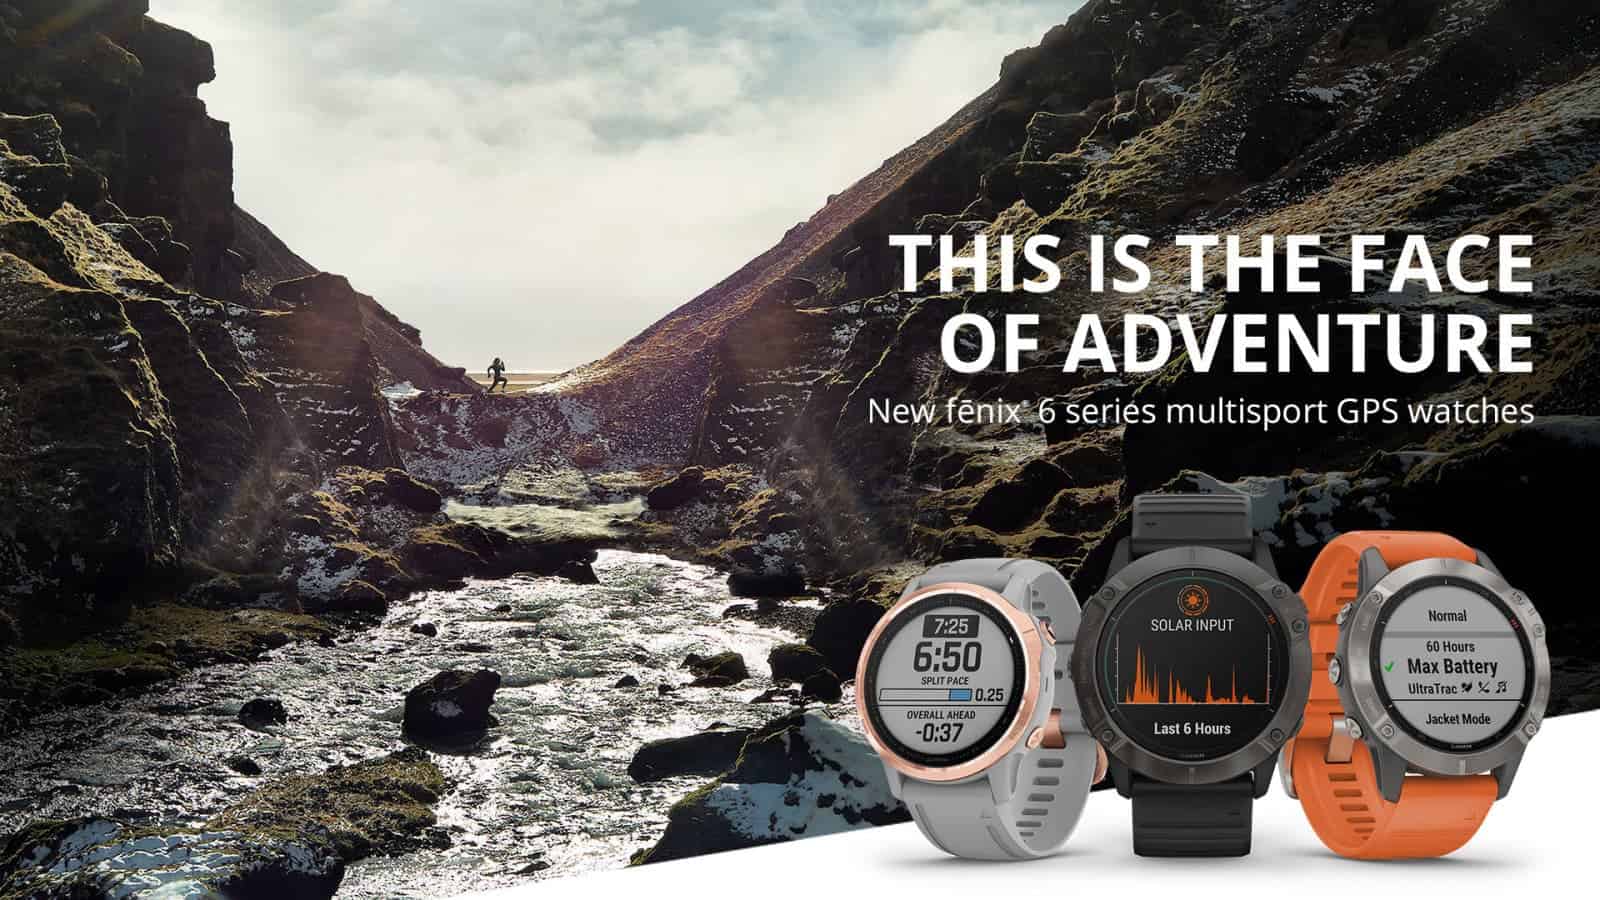 THIS IS THE FACE
OF ADVENTURE
New fēnix® 6 series multisport GPS watches
7:25
6:50
SPLIT PACE
0.25
OVERALL AHEAD
-0:37
SOLAR INPUT
Last 6 Hours
GARMIN
Normal
60 Hours
Max Battery
UltraTrac
Jacket Mode
GARMIN